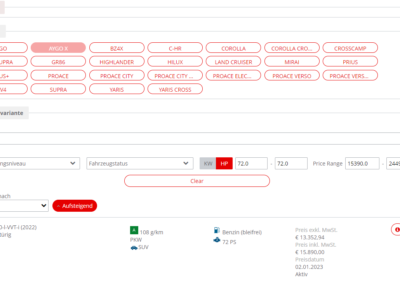 GO AYGO X BZ4X C-HR COROLLA COROLLA CRO... CROSSCAMP
UPRA GR86 HIGHLANDER HILUX LAND CRUISER MIRAI PRIUS
US+ PROACE PROACE CITY PROACE CITY ... PROACE ELEC... PROACE VERSO PROACE VERS...
V4 SUPRA YARIS YARIS CROSS
variante
ngsniveau Fahrzeugstatus KW HP 72.0 - 72.0 Price Range 15390.0 - 2449
Clear
nach
Aufsteigend
0-l-VVT-i (2022) A 108 g/km Benzin (bleifrei) Preis exkl. MwSt.
türig PKW 72 PS € 13.352,94
SUV Preis inkl. MwSt.
€ 15.890,00
Preisdatum
02.01.2023
Aktiv